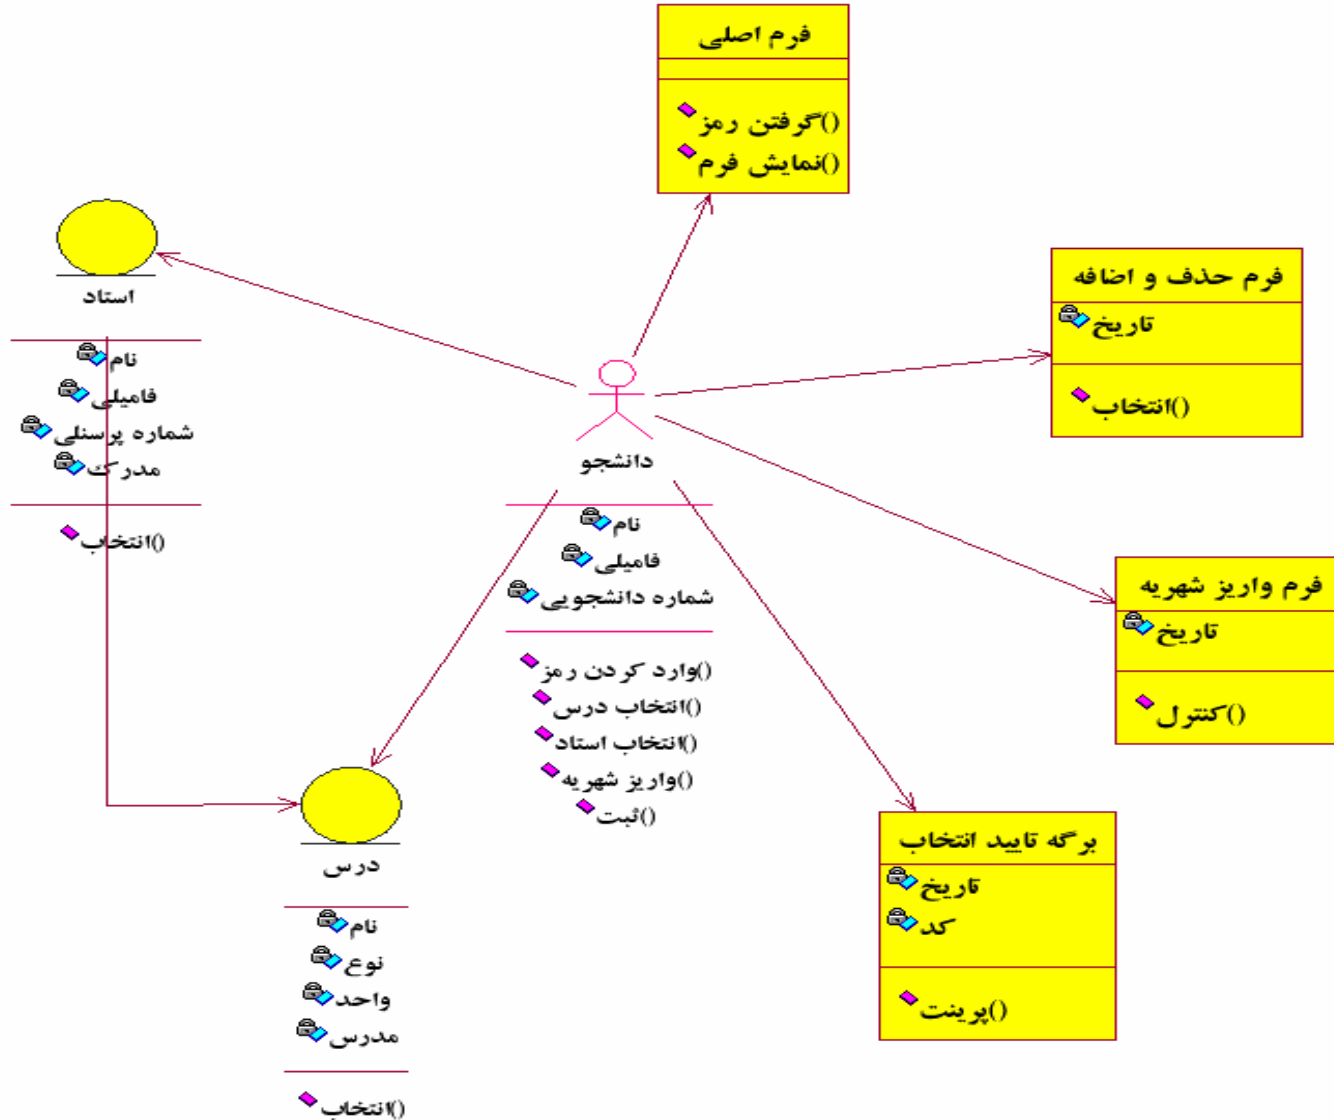 فرم اصلی
گرفتن رمز()
نمایش فرم()
استاد
نام
فامیلی
شماره پرسنلی
مدرک
انتخاب()
دانشجو
نام
فامیلی
شماره دانشجویی
وارد کردن رمز()
انتخاب درس()
انتخاب استاد()
واریز شهریه()
ثبت()
فرم حذف و اضافه
تاریخ
انتخاب()
فرم واریز شهریه
تاریخ
کنترل()
برگه تایید انتخاب
تاریخ
کد
پرینت()
درس
نام
نوع
واحد
مدرس
انتخاب()